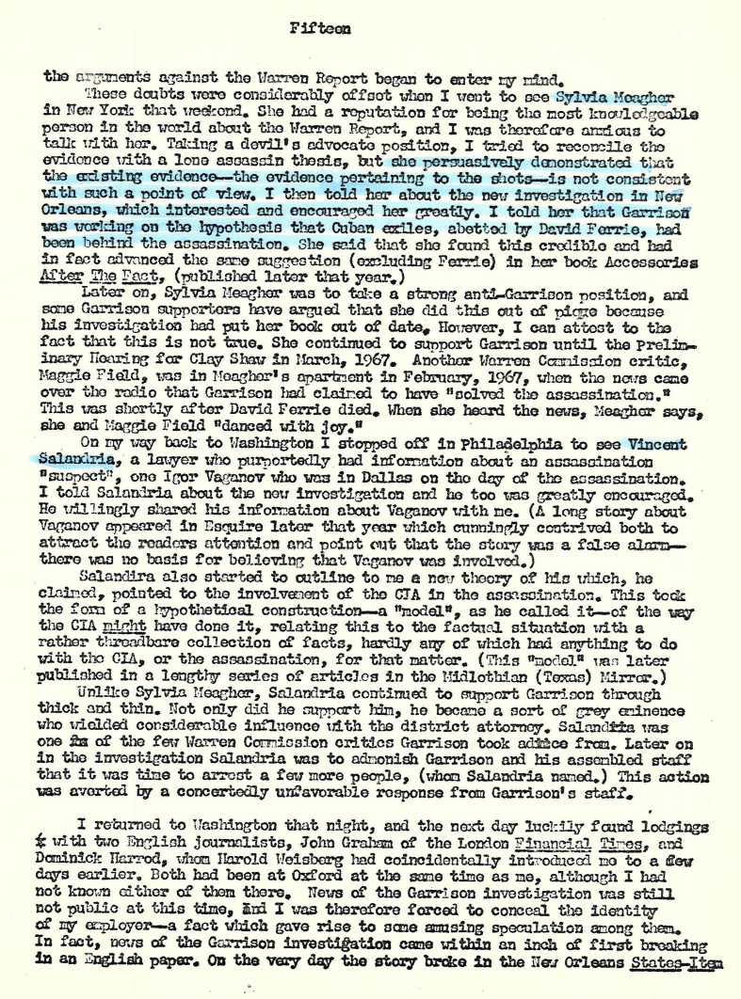 Fifteen
the arguments against the Warren Report began to enter my mind.
These doubts were considerably offset when I went to see Sylvia Meagher
in New York that weekend. She had a reputation for being the most knowledgeable
person in the world about the Warren Report, and I was therefore anxious to
talk with her. Taking a devil's advocate position, I tried to reconcile the
evidence with a lone assassin thesis, but she persuasively demonstrated that
the existing evidence—the evidence pertaining to the shots—is not consistent
with such a point of view. I then told her about the new investigation in New
Orleans, which interested and encouraged her greatly. I told her that Garrison
was working on the hypothesis that Cuban exiles, abetted by David Ferrie, had
been behind the assassination. She said that she found this credible and had
in fact advanced the same suggestion (excluding Ferrie) in her book Accessories
After The Fact, (published later that year.)
Later on, Sylvia Meagher was to take a strong anti-Garrison position, and
some Garrison supporters have argued that she did this out of pique because
his investigation had put her book out of date. However, I can attest to the
fact that this is not true. She continued to support Garrison until the Prelim-
inary Hearing for Clay Shaw in March, 1967. Another Warren Commission critic,
Maggie Field, was in Meagher's apartment in February, 1967, when the news came
over the radio that Garrison had claimed to have "solved the assassination."
This was shortly after David Ferrie died. When she heard the news, Meagher says,
she and Maggie Field "danced with joy."
On my way back to Washington I stopped off in Philadelphia to see Vincent
Salandria, a lawyer who purportedly had information about an assassination
"suspect", one Igor Vaganov who was in Dallas on the day of the assassination.
I told Salandria about the new investigation and he too was greatly encouraged.
He willingly shared his information about Vaganov with me. (A long story about
Vaganov appeared in Esquire later that year which cunningly contrived both to
attract the readers attention and point out that the story was a false alarm—
there was no basis for believing that Vaganov was involved.)
Salandira also started to outline to me a new theory of his which, he
claimed, pointed to the involvement of the CIA in the assassination. This took
the form of a hypothetical construction—a "model", as he called it—of the way
the CIA might have done it, relating this to the factual situation with a
rather threadbare collection of facts, hardly any of which had anything to do
with the CIA, or the assassination, for that matter. (This "model" was later
published in a lengthy series of articles in the Midlothian (Texas) Mirror.)
Unlike Sylvia Meagher, Salandria continued to support Garrison through
thick and thin. Not only did he support him, he became a sort of grey eminence
who wielded considerable influence with the district attorney. Salandria was
one of the few Warren Commission critics Garrison took advice from. Later on
in the investigation Salandria was to admonish Garrison and his assembled staff
that it was time to arrest a few more people, (whom Salandria named.) This action
was averted by a concertedly unfavorable response from Garrison's staff.
I returned to Washington that night, and the next day luckily found lodgings
with two English journalists, John Graham of the London Financial Times, and
Dominick Harrod, whom Harold Weisberg had coincidentally introduced me to a few
days earlier. Both had been at Oxford at the same time as me, although I had
not known either of them there. News of the Garrison investigation was still
not public at this time, and I was therefore forced to conceal the identity
of my employer—a fact which gave rise to some amusing speculation among them.
In fact, news of the Garrison investigation came within an inch of first breaking
in an English paper. On the very day the story broke in the New Orleans States-Item